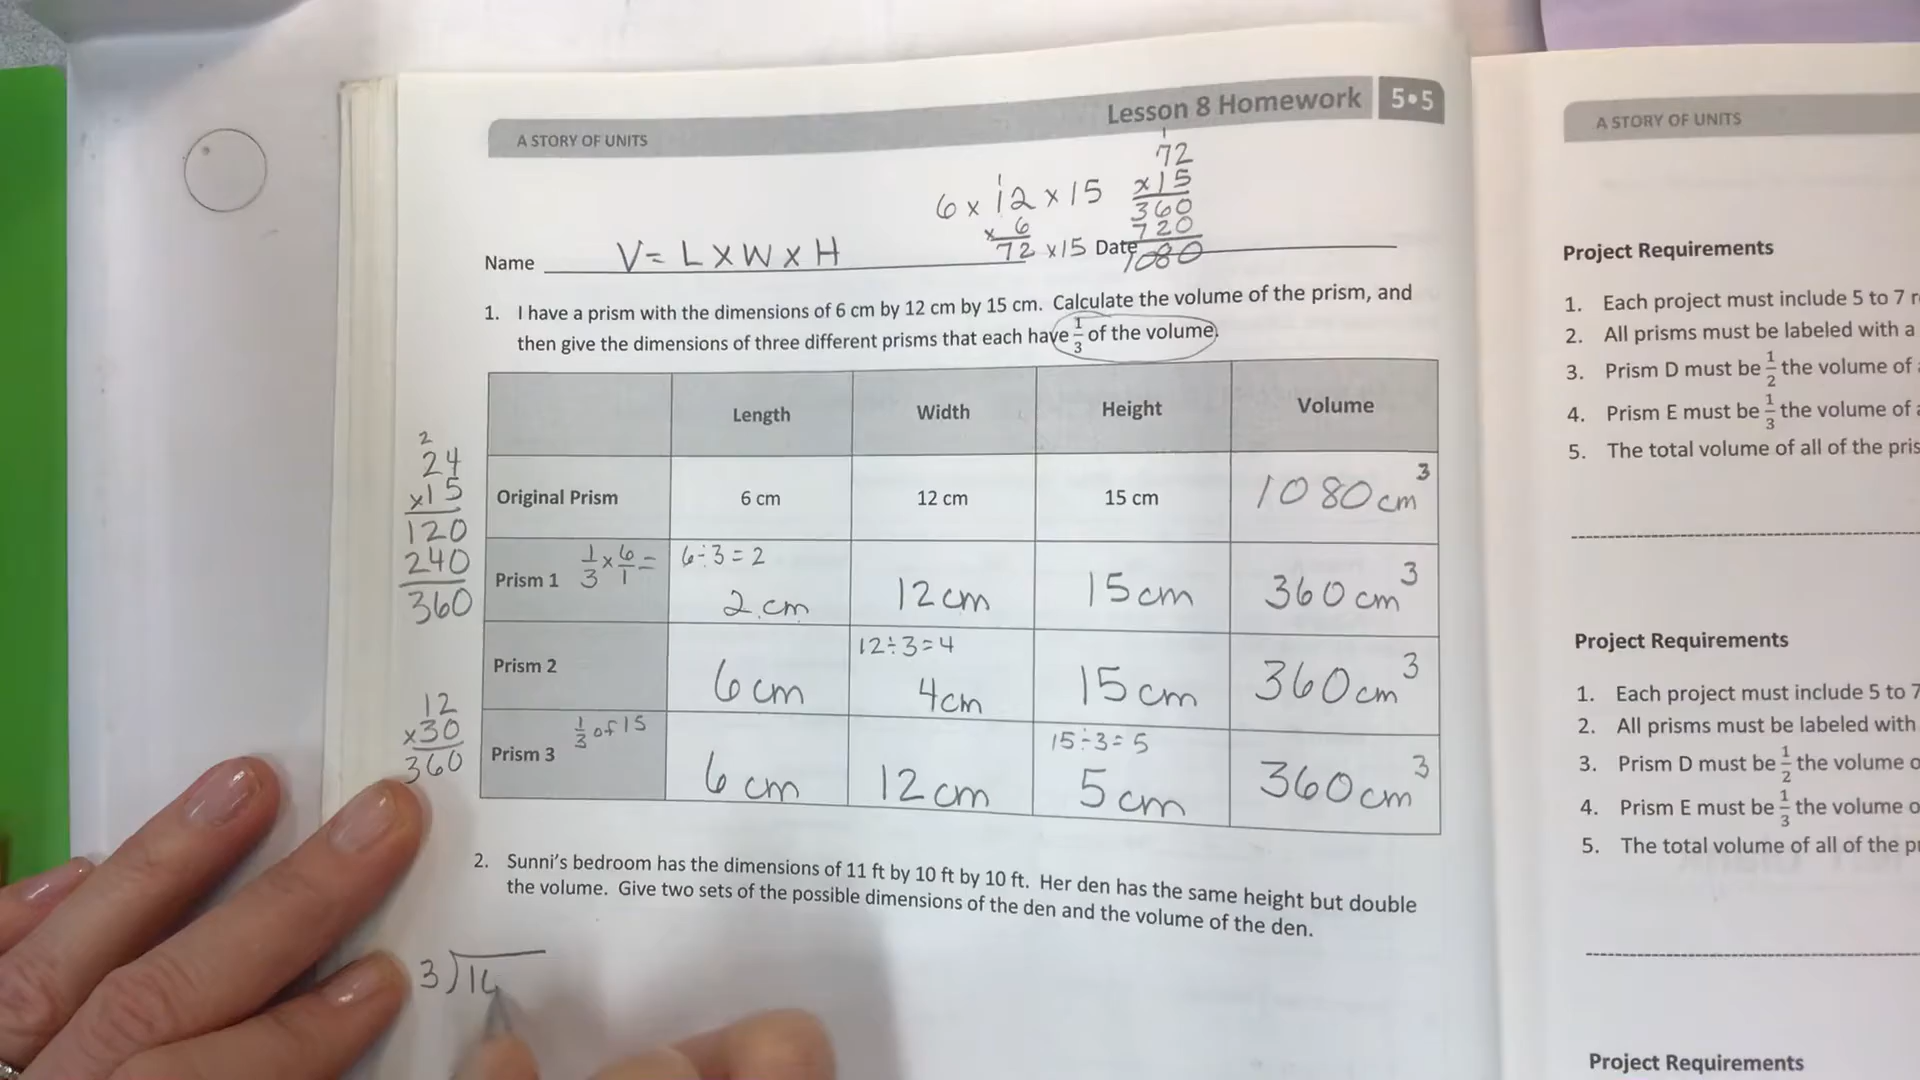 Lesson 8 Homework 5•5
A STORY OF UNITS
6 x 12 x 15
x 6
72 x15
1
72
x15
360
720
1080
Name V = L X W X H Date
1. I have a prism with the dimensions of 6 cm by 12 cm by 15 cm. Calculate the volume of the prism, and
then give the dimensions of three different prisms that each have 1/3 of the volume.
Length Width Height Volume
Original Prism 6 cm 12 cm 15 cm 1080 cm³
Prism 1 1/3 x 6/1 = 6÷3=2 2 cm 12 cm 15 cm 360 cm³
Prism 2 6 cm 12÷3=4 4cm 15 cm 360 cm³
Prism 3 1/3 of 15 6 cm 12 cm 15÷3=5 5 cm 360 cm³
2
24
x15
120
240
360
12
x30
360
2. Sunni's bedroom has the dimensions of 11 ft by 10 ft by 10 ft. Her den has the same height but double
the volume. Give two sets of the possible dimensions of the den and the volume of the den.
3)1
A STORY OF UNITS
Project Requirements
1. Each project must include 5 to 7
2. All prisms must be labeled with a
3. Prism D must be 1/2 the volume of
4. Prism E must be 1/3 the volume of
5. The total volume of all of the
Project Requirements
1. Each project must include 5 to 7
2. All prisms must be labeled with
3. Prism D must be 1/2 the volume
4. Prism E must be 1/3 the volume
5. The total volume of all of the
Project Requirements